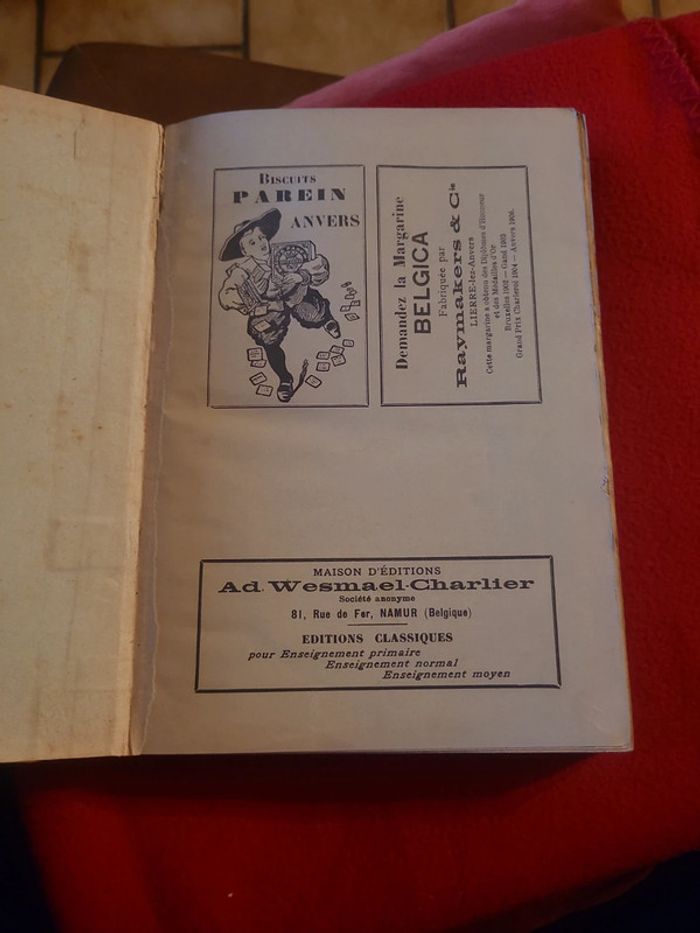 BISCUITS
PAREIN
ANVERS
Demandez la Margarine
BELGICA
Fabriquée par
Raymakers & Cie
LIERRE-lez-Anvers
Cette margarine a obtenu des Diplômes d'Honneur
et des Médailles d'Or
Bruxelles 1902 — Gand 1905
Grand Prix Charleroi 1904 — Anvers 1906.
MAISON D'ÉDITIONS
Ad. Wesmael-Charlier
Société anonyme
81, Rue de Fer, NAMUR (Belgique)
EDITIONS CLASSIQUES
pour Enseignement primaire
Enseignement normal
Enseignement moyen